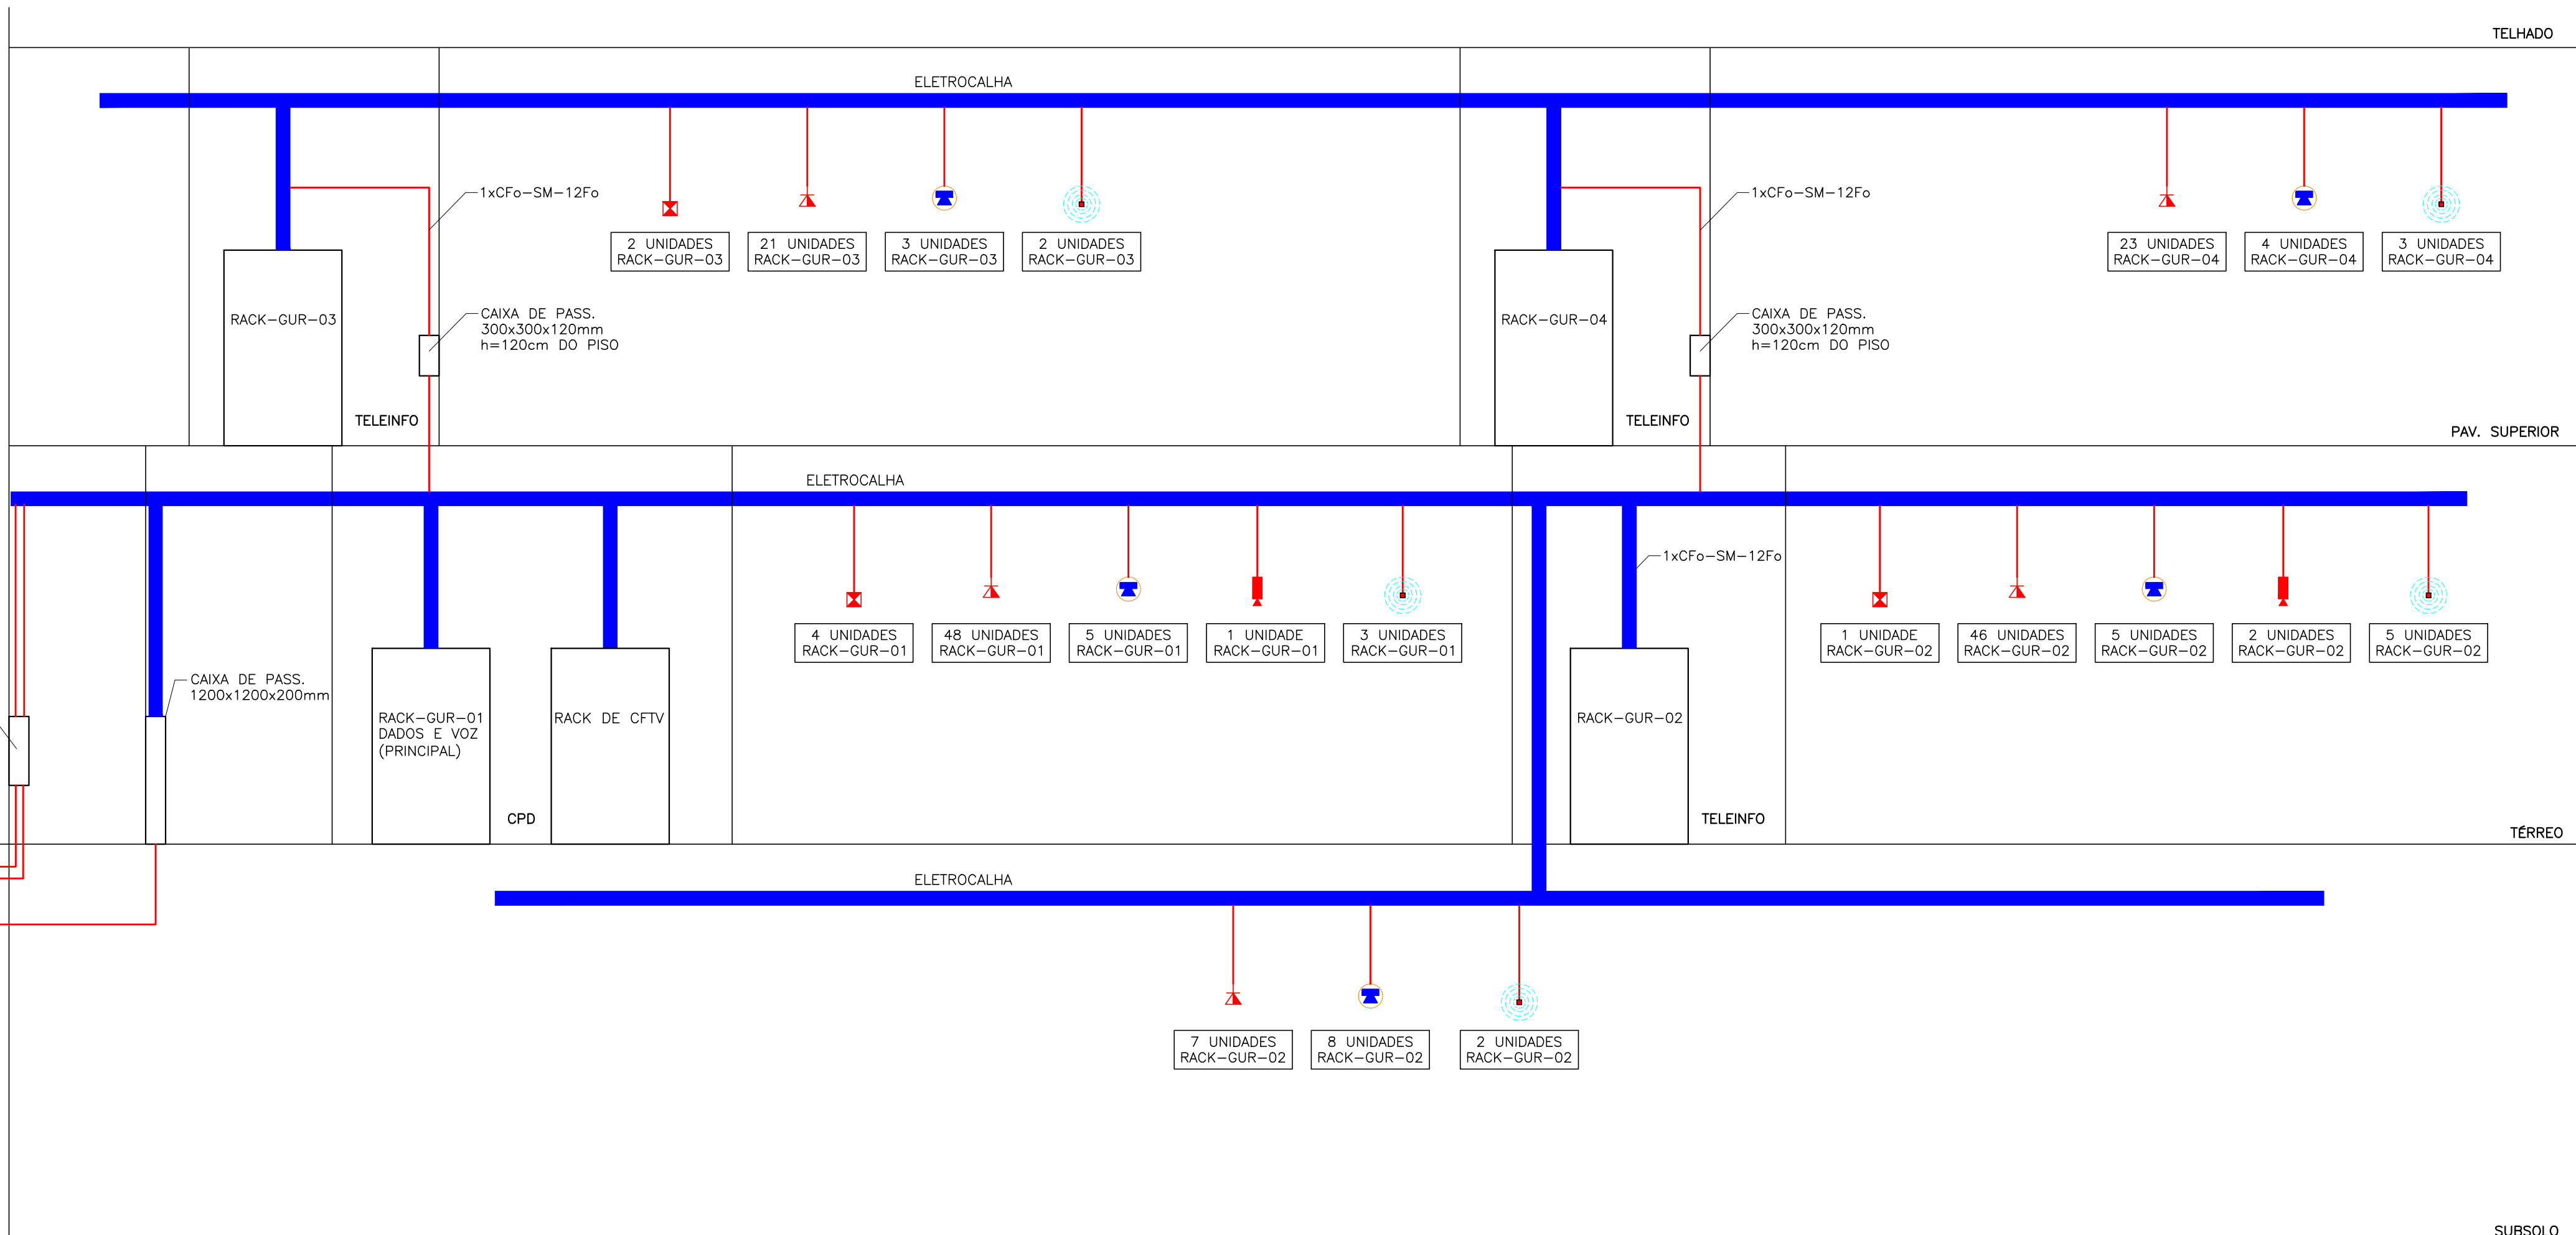 TELHADO
ELETROCALHA
1xCFo-SM-12Fo
2 UNIDADES
RACK-GUR-03
21 UNIDADES
RACK-GUR-03
3 UNIDADES
RACK-GUR-03
2 UNIDADES
RACK-GUR-03
1xCFo-SM-12Fo
23 UNIDADES
RACK-GUR-04
4 UNIDADES
RACK-GUR-04
3 UNIDADES
RACK-GUR-04
RACK-GUR-03
CAIXA DE PASS.
300x300x120mm
h=120cm DO PISO
TELEINFO
RACK-GUR-04
CAIXA DE PASS.
300x300x120mm
h=120cm DO PISO
TELEINFO
PAV. SUPERIOR
ELETROCALHA
1xCFo-SM-12Fo
4 UNIDADES
RACK-GUR-01
48 UNIDADES
RACK-GUR-01
5 UNIDADES
RACK-GUR-01
1 UNIDADE
RACK-GUR-01
3 UNIDADES
RACK-GUR-01
1 UNIDADE
RACK-GUR-02
46 UNIDADES
RACK-GUR-02
5 UNIDADES
RACK-GUR-02
2 UNIDADES
RACK-GUR-02
5 UNIDADES
RACK-GUR-02
CAIXA DE PASS.
1200x1200x200mm
RACK-GUR-01
DADOS E VOZ
(PRINCIPAL)
RACK DE CFTV
RACK-GUR-02
CPD
TELEINFO
TÉRREO
ELETROCALHA
7 UNIDADES
RACK-GUR-02
8 UNIDADES
RACK-GUR-02
2 UNIDADES
RACK-GUR-02
SUBSOLO